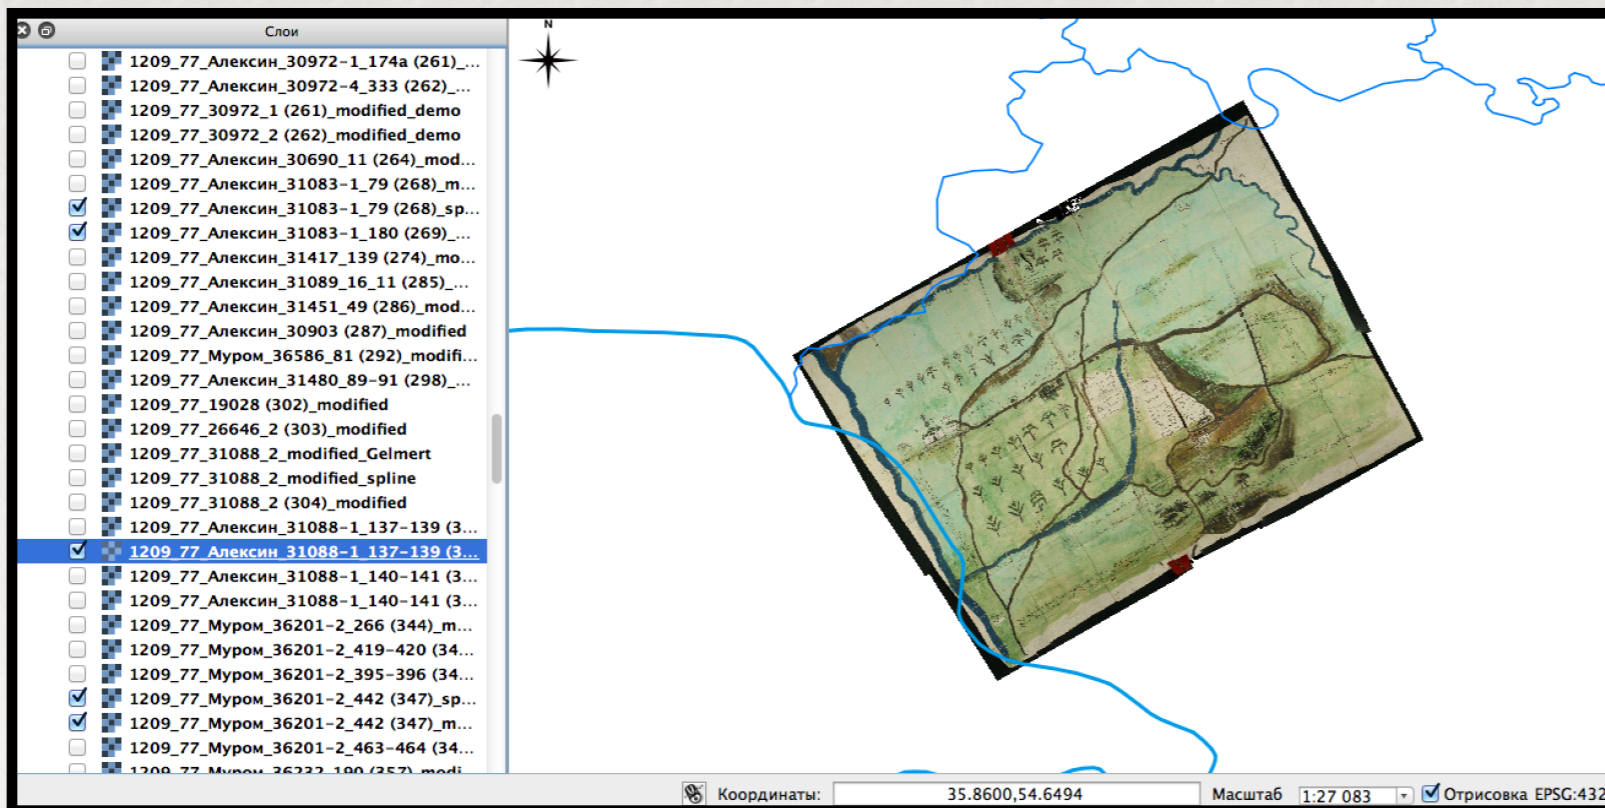 Слои
N
1209_77_Алексин_30972-1_174а (261)_...
1209_77_Алексин_30972-4_333 (262)_...
1209_77_30972_1 (261)_modified_demo
1209_77_30972_2 (262)_modified_demo
1209_77_Алексин_30690_11 (264)_mod...
1209_77_Алексин_31083-1_79 (268)_m...
1209_77_Алексин_31083-1_79 (268)_sp...
1209_77_Алексин_31083-1_180 (269)_...
1209_77_Алексин_31417_139 (274)_mo...
1209_77_Алексин_31089_16_11 (285)_...
1209_77_Алексин_31451_49 (286)_mod...
1209_77_Алексин_30903 (287)_modified
1209_77_Муром_36586_81 (292)_modifi...
1209_77_Алексин_31480_89-91 (298)_...
1209_77_19028 (302)_modified
1209_77_26646_2 (303)_modified
1209_77_31088_2_modified_Gelmert
1209_77_31088_2_modified_spline
1209_77_31088_2 (304)_modified
1209_77_Алексин_31088-1_137-139 (3...
1209_77_Алексин_31088-1_137-139 (3...
1209_77_Алексин_31088-1_140-141 (3...
1209_77_Алексин_31088-1_140-141 (3...
1209_77_Муром_36201-2_266 (344)_m...
1209_77_Муром_36201-2_419-420 (34...
1209_77_Муром_36201-2_395-396 (34...
1209_77_Муром_36201-2_442 (347)_sp...
1209_77_Муром_36201-2_442 (347)_m...
1209_77_Муром_36201-2_463-464 (34...
1209_77_Муром_36232_190 (357)_modi
Координаты: 35.8600,54.6494 Масштаб 1:27 083 Отрисовка EPSG:432